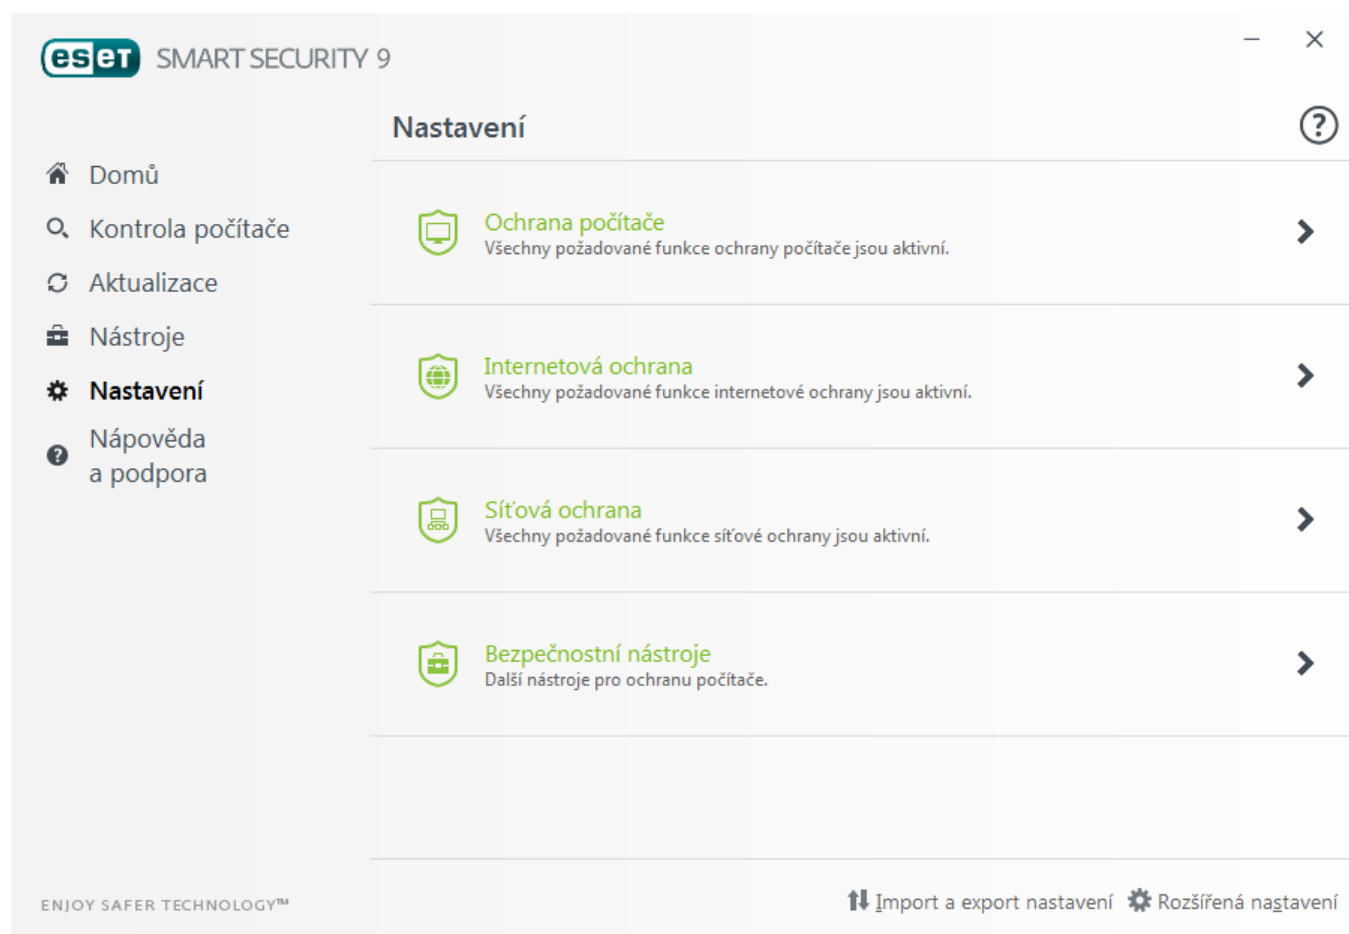 eset SMART SECURITY 9
Nastavení
?
Domů
Kontrola počítače
Aktualizace
Nástroje
Nastavení
?
Nápověda
a podpora
Ochrana počítače
Všechny požadované funkce ochrany počítače jsou aktivní.
Internetová ochrana
Všechny požadované funkce internetové ochrany jsou aktivní.
Síťová ochrana
Všechny požadované funkce síťové ochrany jsou aktivní.
Bezpečnostní nástroje
Další nástroje pro ochranu počítače.
ENJOY SAFER TECHNOLOGY™
Import a export nastavení
Rozšířená nastavení